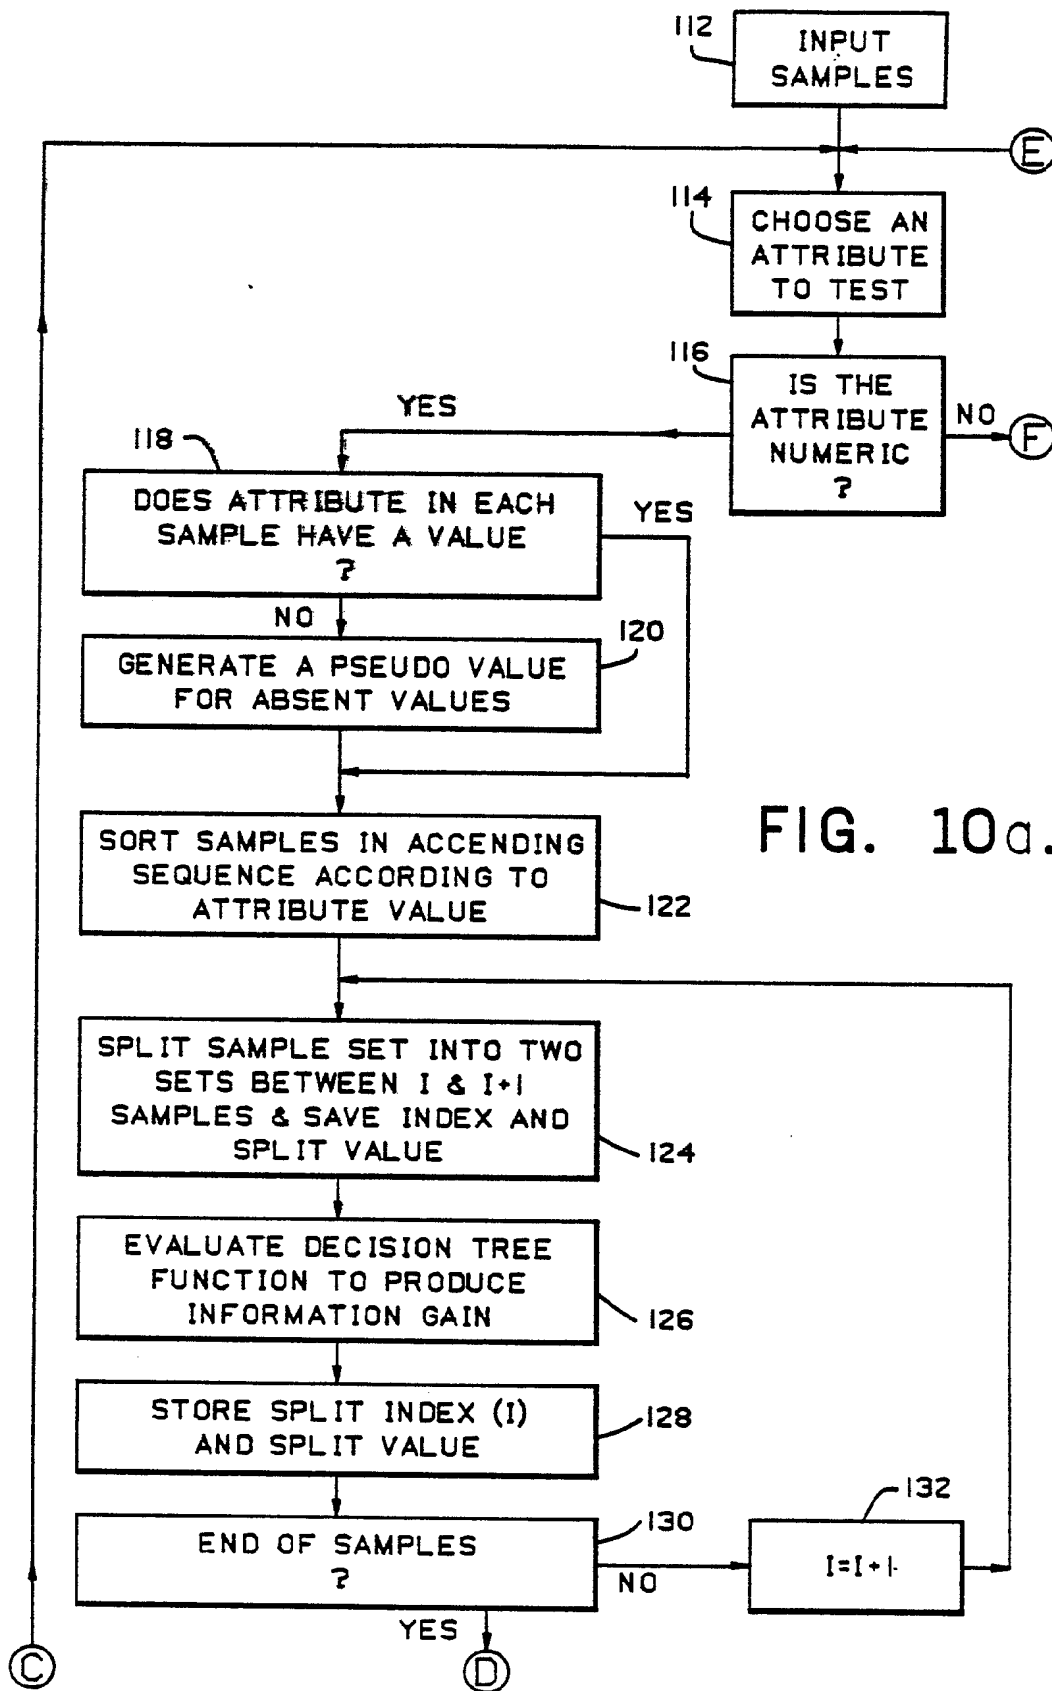 112
INPUT
SAMPLES
E
114
CHOOSE AN
ATTRIBUTE
TO TEST
116
IS THE
ATTRIBUTE
NUMERIC
?
NO
F
YES
118
DOES ATTRIBUTE IN EACH
SAMPLE HAVE A VALUE
?
YES
NO
120
GENERATE A PSEUDO VALUE
FOR ABSENT VALUES
FIG. 10a.
SORT SAMPLES IN ACCENDING
SEQUENCE ACCORDING TO
ATTRIBUTE VALUE
122
SPLIT SAMPLE SET INTO TWO
SETS BETWEEN I & I+1
SAMPLES & SAVE INDEX AND
SPLIT VALUE
124
EVALUATE DECISION TREE
FUNCTION TO PRODUCE
INFORMATION GAIN
126
STORE SPLIT INDEX (I)
AND SPLIT VALUE
128
END OF SAMPLES
?
130
NO
132
I=I+1
YES
C
D